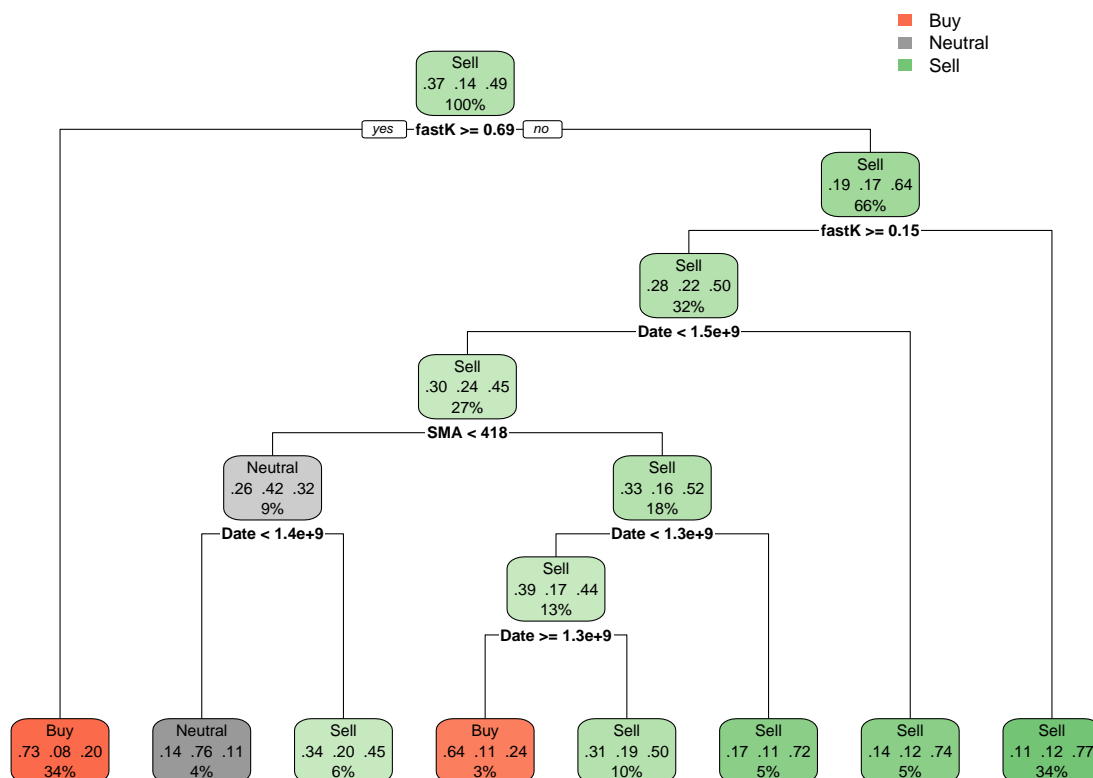 Buy
Neutral
Sell
Sell
.37 .14 .49
100%
yes fastK >= 0.69 no
Sell
.19 .17 .64
66%
fastK >= 0.15
Sell
.28 .22 .50
32%
Date < 1.5e+9
Sell
.30 .24 .45
27%
SMA < 418
Neutral
.26 .42 .32
9%
Date < 1.4e+9
Sell
.33 .16 .52
18%
Date < 1.3e+9
Sell
.39 .17 .44
13%
Date >= 1.3e+9
Buy
.73 .08 .20
34%
Neutral
.14 .76 .11
4%
Sell
.34 .20 .45
6%
Buy
.64 .11 .24
3%
Sell
.31 .19 .50
10%
Sell
.17 .11 .72
5%
Sell
.14 .12 .74
5%
Sell
.11 .12 .77
34%